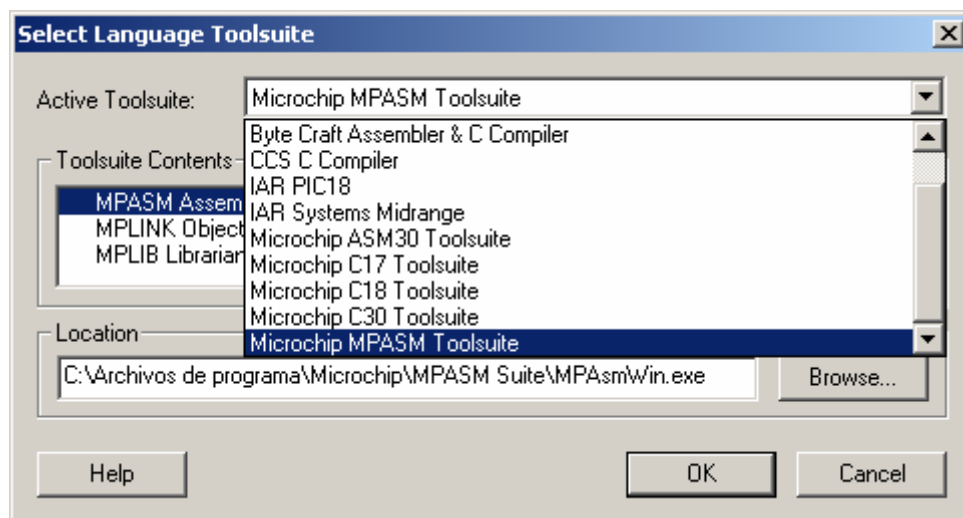 Select Language Toolsuite
Active Toolsuite:
Microchip MPASM Toolsuite
Byte Craft Assembler & C Compiler
CCS C Compiler
IAR PIC18
IAR Systems Midrange
Microchip ASM30 Toolsuite
Microchip C17 Toolsuite
Microchip C18 Toolsuite
Microchip C30 Toolsuite
Microchip MPASM Toolsuite
Toolsuite Contents
MPASM Assem
MPLINK Object
MPLIB Librarian
Location
C:\Archivos de programa\Microchip\MPASM Suite\MPAsmWin.exe
Browse...
Help
OK
Cancel